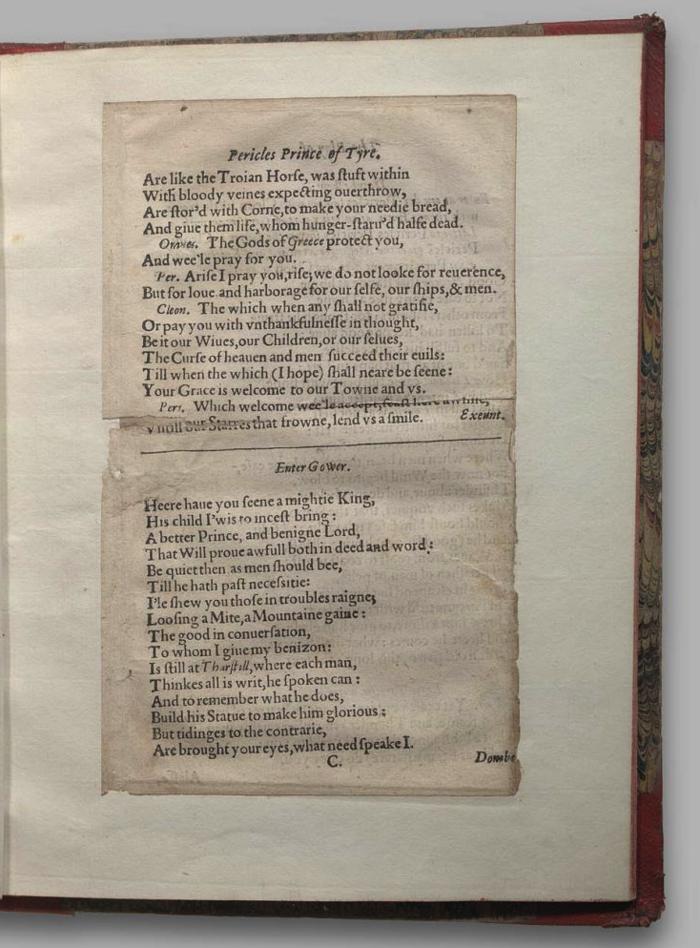 Pericles Prince of Tyre.
Are like the Troian Horſe, was ſtuft within
With bloody veines expecting ouerthrow,
Are ſtor'd with Corne, to make your needie bread,
And giue them life, whom hunger-ſtaru'd halfe dead.
Omnes. The Gods of Greece protect you,
And wee'le pray for you.
Per. Ariſe I pray you, riſe; we do not looke for reuerence,
But for loue and harborage for our ſelfe, our ſhips, & men.
Cleon. The which when any ſhall not gratifie,
Or pay you with vnthankfulneſſe in thought,
Be it our Wiues, our Children, or our ſelues,
The Curſe of heauen and men ſucceed their euils:
Till when the which (I hope) ſhall neare be ſeene:
Your Grace is welcome to our Towne and vs.
Peri. Which welcome wee'le accept, feaſt here awhile,
Vntill our Starres that frowne, lend vs a ſmile. Exeunt.
Enter Gower.
Heere haue you ſeene a mightie King,
His child I'wis to inceſt bring:
A better Prince, and benigne Lord,
That Will proue awfull both in deed and word:
Be quiet then as men ſhould bee,
Till he hath paſt neceſsitie:
I'le ſhew you thoſe in troubles raigne;
Looſing a Mite, a Mountaine gaine:
The good in conuerſation,
To whom I giue my benizon:
Is ſtill at Tharſtill, where each man,
Thinkes all is writ, he ſpoken can:
And to remember what he does,
Build his Statue to make him glorious:
But tidinges to the contrarie,
Are brought your eyes, what need ſpeake I.
C. Dombe